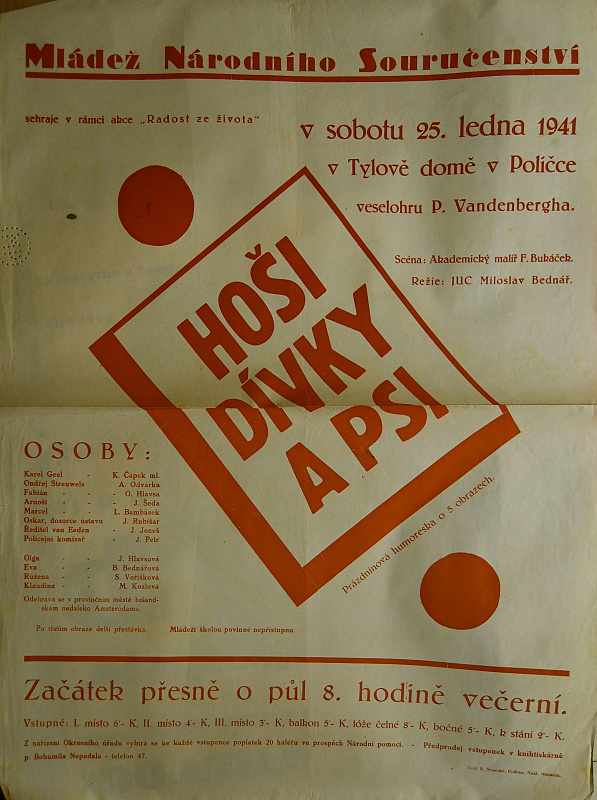 Mládež Národního Souručenství
sehraje v rámci akce „Radost ze života“
v sobotu 25. ledna 1941
v Tylově domě v Poličce
veselohru P. Vandenbergha.
Scéna: Akademický malíř F. Bukáček.
Režie: JUC Miloslav Bednář.
HOŠI
DÍVKY
A PSI
Prázdninová humoreska o 5 obrazech.
OSOBY:
Karel Geel - K. Čapek ml.
Ondřej Streuwels A. Odvárka
Fabián - - O. Hlavsa
Arnošt - - J. Šeda
Marcel - - L. Bambásek
Oskar, dozorce ústavu J. Rubišar
Ředitel van Eeden - J. Joneš
Policejní komisař - J. Petr
Olga - - J. Hlavsová
Eva - - B. Bednářová
Růžena - - S. Voříšková
Klaudina - - M. Kozlová
Odehrává se v provinčním městě holand-
ském nedaleko Amsterodamu.
Po třetím obraze delší přestávka. Mládeži školou povinné nepřístupno.
Začátek přesně o půl 8. hodině večerní.
Vstupné: I. místo 6·- K, II. místo 4·- K, III. místo 3·- K, balkon 5·- K, lóže čelné 8·- K, bočné 5·- K, k stání 2·- K.
Z nařízení Okresního úřadu vybírá se ke každé vstupence poplatek 20 haléřů ve prospěch Národní pomoci. - Předprodej vstupenek v knihtiskárně
p. Bohumila Nepodala - telefon 47.
B. Nepodal, Polička.